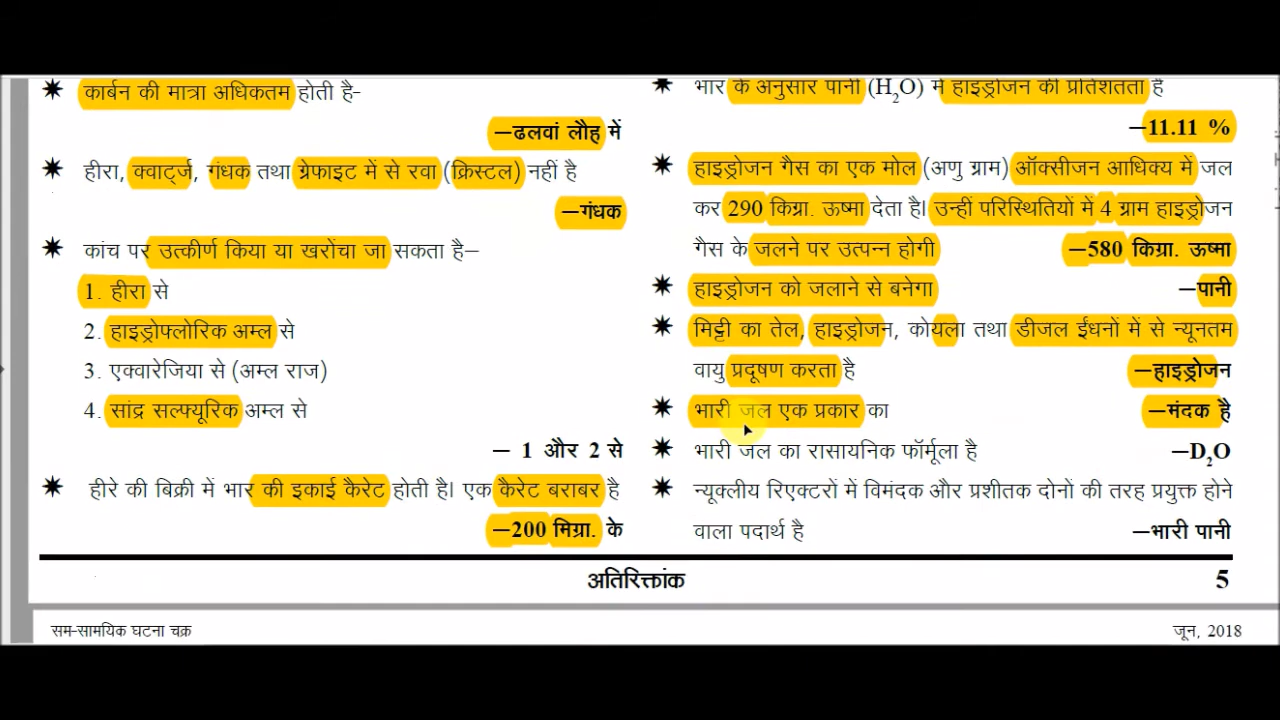 ✶ कार्बन की मात्रा अधिकतम होती है-
–ढलवां लौह में
✶ हीरा, क्वार्ट्ज, गंधक तथा ग्रेफाइट में से रवा (क्रिस्टल) नहीं है
–गंधक
✶ कांच पर उत्कीर्ण किया या खरोंचा जा सकता है–
1. हीरा से
2. हाइड्रोफ्लोरिक अम्ल से
3. एक्वारेजिया से (अम्ल राज)
4. सांद्र सल्फ्यूरिक अम्ल से
– 1 और 2 से
✶ हीरे की बिक्री में भार की इकाई कैरेट होती है। एक कैरेट बराबर है
–200 मिग्रा. के
✶ भार के अनुसार पानी (H₂O) में हाइड्रोजन की प्रतिशतता है
–11.11 %
✶ हाइड्रोजन गैस का एक मोल (अणु ग्राम) ऑक्सीजन आधिक्य में जल
कर 290 किग्रा. ऊष्मा देता है। उन्हीं परिस्थितियों में 4 ग्राम हाइड्रोजन
गैस के जलने पर उत्पन्न होगी –580 किग्रा. ऊष्मा
✶ हाइड्रोजन को जलाने से बनेगा –पानी
✶ मिट्टी का तेल, हाइड्रोजन, कोयला तथा डीजल ईंधनों में से न्यूनतम
वायु प्रदूषण करता है –हाइड्रोजन
✶ भारी जल एक प्रकार का –मंदक है
✶ भारी जल का रासायनिक फॉर्मूला है –D₂O
✶ न्यूक्लीय रिएक्टरों में विमंदक और प्रशीतक दोनों की तरह प्रयुक्त होने
वाला पदार्थ है –भारी पानी
अतिरिक्तांक 5
सम-सामयिक घटना चक्र जून, 2018